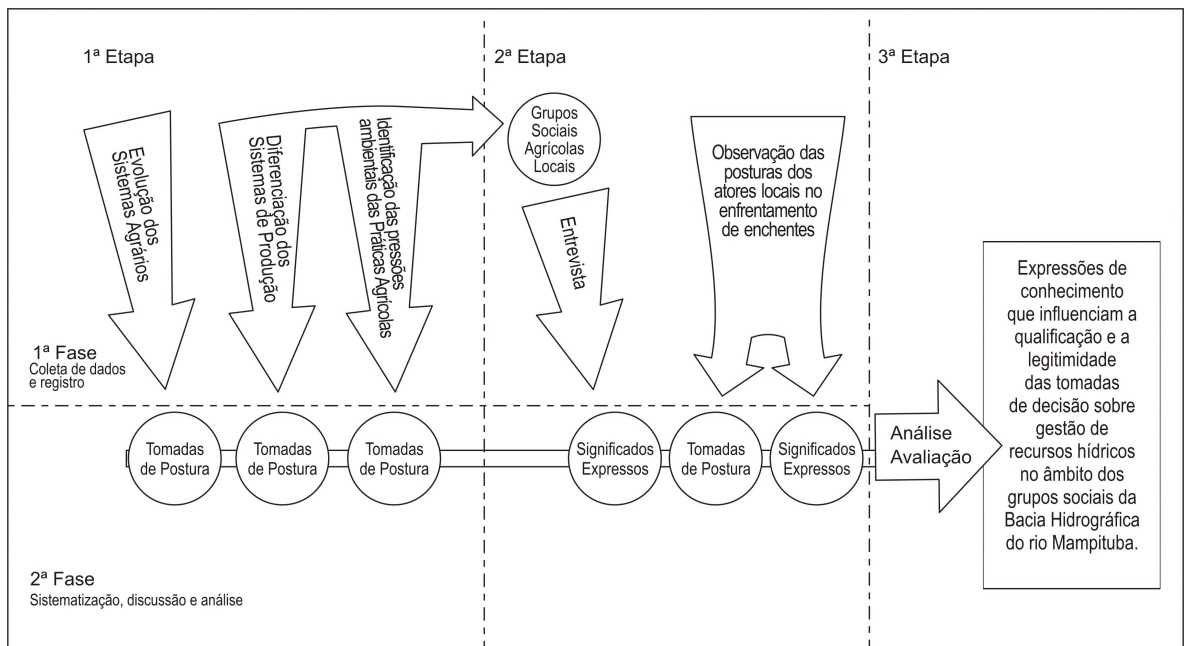 1ª Etapa
2ª Etapa
3ª Etapa
Evolução dos
Sistemas Agrários
Diferenciação dos
Sistemas de Produção
Identificação das pressões
ambientais das Práticas Agrícolas
Grupos
Sociais
Agrícolas
Locais
Entrevista
Observação das
posturas dos
atores locais no
enfrentamento
de enchentes
1ª Fase
Coleta de dados
e registro
Tomadas
de Postura
Tomadas
de Postura
Tomadas
de Postura
Significados
Expressos
Tomadas
de Postura
Significados
Expressos
Análise
Avaliação
Expressões de
conhecimento
que influenciam a
qualificação e a
legitimidade
das tomadas
de decisão sobre
gestão de
recursos hídricos
no âmbito dos
grupos sociais da
Bacia Hidrográfica
do rio Mampituba.
2ª Fase
Sistematização, discussão e análise